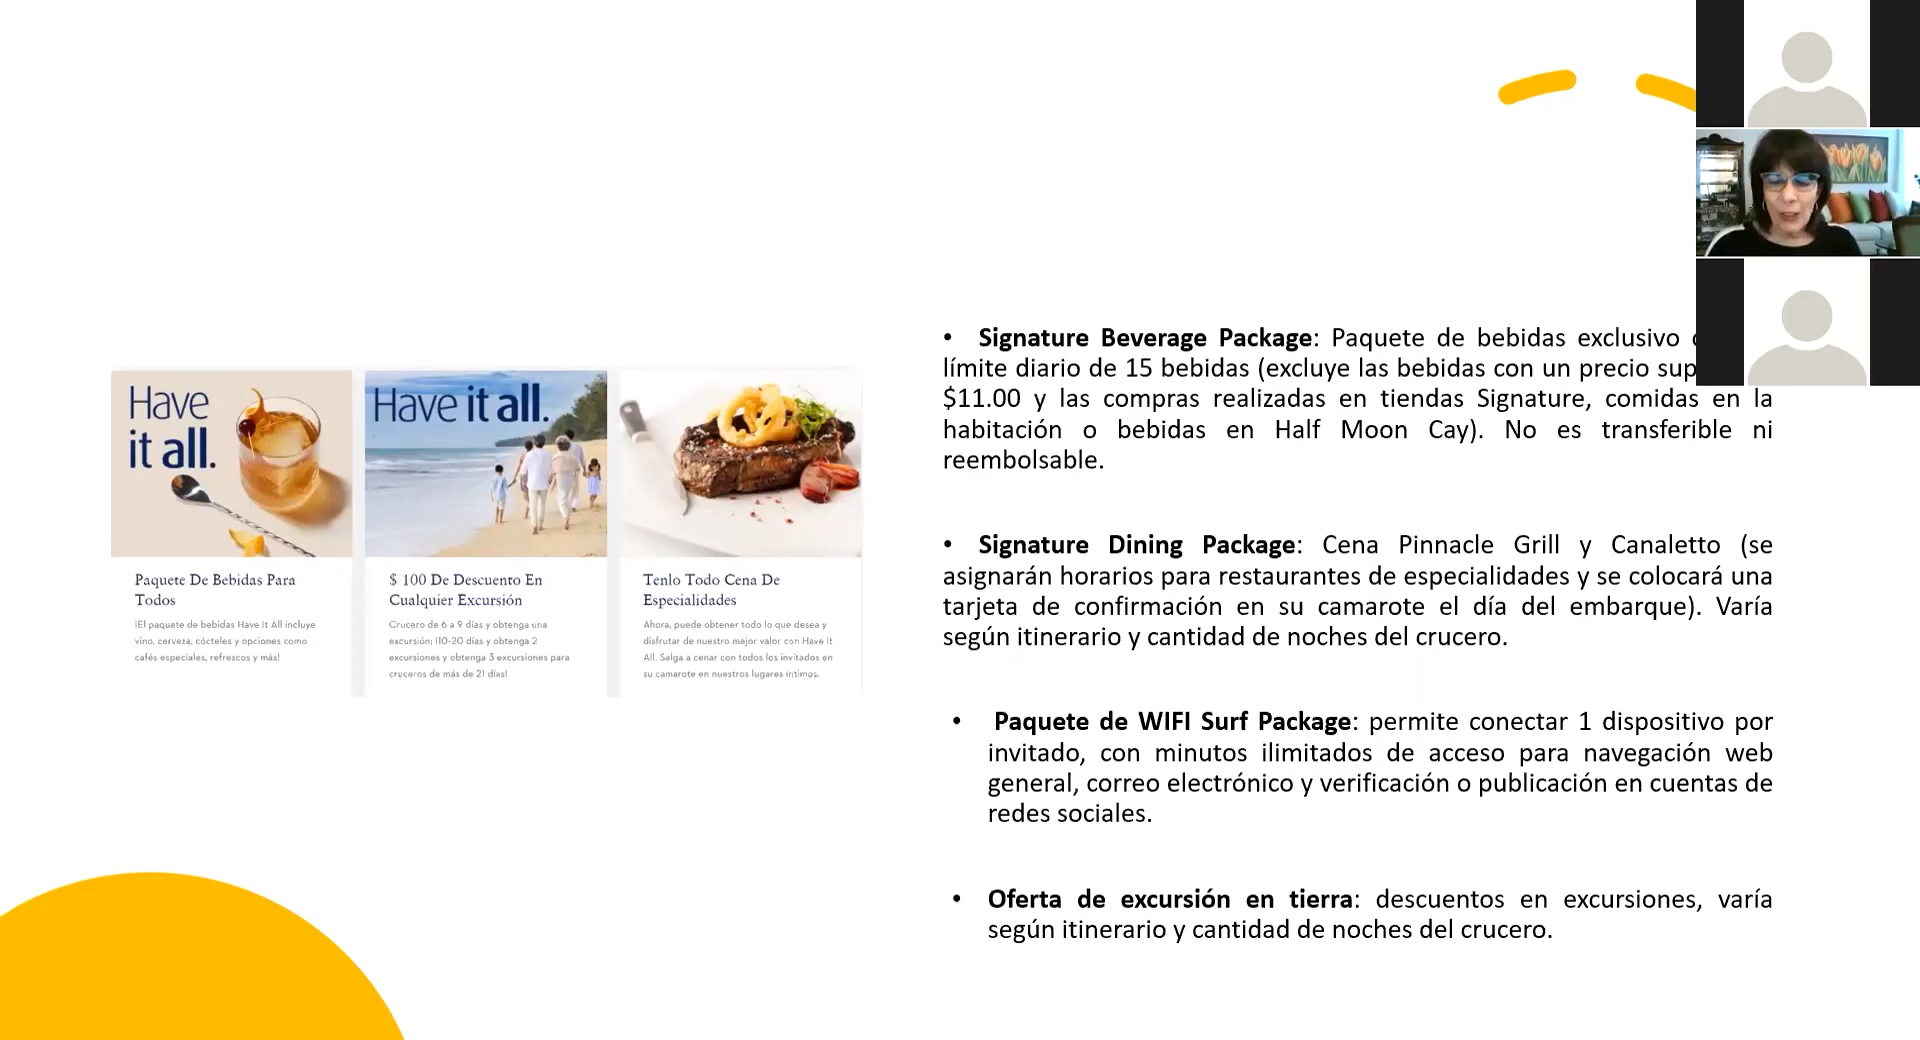 Have
it all.
Paquete De Bebidas Para
Todos
¡El paquete de bebidas Have It All incluye
vino, cerveza, cócteles y opciones como
cafés especiales, refrescos y más!
Have it all.
$ 100 De Descuento En
Cualquier Excursión
Crucero de 6 a 9 días y obtenga una
excursión; ¡10-20 días y obtenga 2
excursiones y obtenga 3 excursiones para
cruceros de más de 21 días!
Tenlo Todo Cena De
Especialidades
Ahora, puede obtener todo lo que desea y
disfrutar de nuestro mejor valor con Have It
All. Salga a cenar con todos los invitados en
su camarote en nuestros lugares íntimos.
• Signature Beverage Package: Paquete de bebidas exclusivo
límite diario de 15 bebidas (excluye las bebidas con un precio
$11.00 y las compras realizadas en tiendas Signature, comidas en la
habitación o bebidas en Half Moon Cay). No es transferible ni
reembolsable.
• Signature Dining Package: Cena Pinnacle Grill y Canaletto (se
asignarán horarios para restaurantes de especialidades y se colocará una
tarjeta de confirmación en su camarote el día del embarque). Varía
según itinerario y cantidad de noches del crucero.
• Paquete de WIFI Surf Package: permite conectar 1 dispositivo por
invitado, con minutos ilimitados de acceso para navegación web
general, correo electrónico y verificación o publicación en cuentas de
redes sociales.
• Oferta de excursión en tierra: descuentos en excursiones, varía
según itinerario y cantidad de noches del crucero.